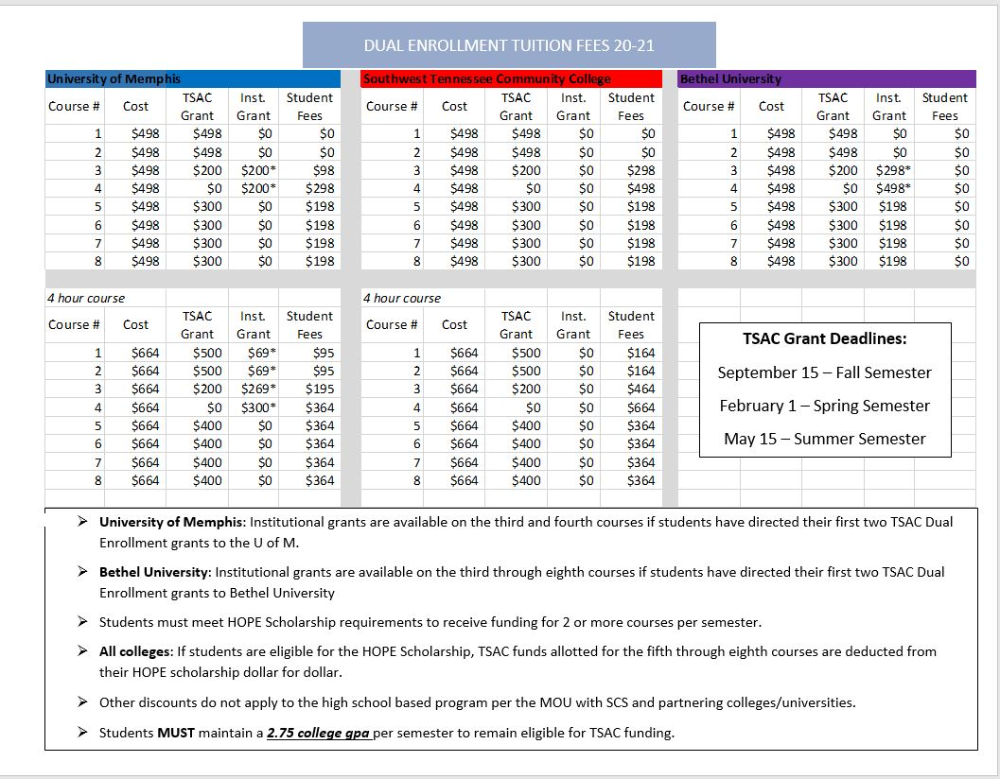 DUAL ENROLLMENT TUITION FEES 20-21
University of Memphis
Course # Cost TSAC Grant Inst. Grant Student Fees
1 $498 $498 $0 $0
2 $498 $498 $0 $0
3 $498 $200 $200* $98
4 $498 $0 $200* $298
5 $498 $300 $0 $198
6 $498 $300 $0 $198
7 $498 $300 $0 $198
8 $498 $300 $0 $198
Southwest Tennessee Community College
Course # Cost TSAC Grant Inst. Grant Student Fees
1 $498 $498 $0 $0
2 $498 $498 $0 $0
3 $498 $200 $0 $298
4 $498 $0 $0 $498
5 $498 $300 $0 $198
6 $498 $300 $0 $198
7 $498 $300 $0 $198
8 $498 $300 $0 $198
Bethel University
Course # Cost TSAC Grant Inst. Grant Student Fees
1 $498 $498 $0 $0
2 $498 $498 $0 $0
3 $498 $200 $298* $0
4 $498 $0 $498* $0
5 $498 $300 $198 $0
6 $498 $300 $198 $0
7 $498 $300 $198 $0
8 $498 $300 $198 $0
4 hour course
Course # Cost TSAC Grant Inst. Grant Student Fees
1 $664 $500 $69* $95
2 $664 $500 $69* $95
3 $664 $200 $269* $195
4 $664 $0 $300* $364
5 $664 $400 $0 $364
6 $664 $400 $0 $364
7 $664 $400 $0 $364
8 $664 $400 $0 $364
4 hour course
Course # Cost TSAC Grant Inst. Grant Student Fees
1 $664 $500 $0 $164
2 $664 $500 $0 $164
3 $664 $200 $0 $464
4 $664 $0 $0 $664
5 $664 $400 $0 $364
6 $664 $400 $0 $364
7 $664 $400 $0 $364
8 $664 $400 $0 $364
TSAC Grant Deadlines:
September 15 – Fall Semester
February 1 – Spring Semester
May 15 – Summer Semester
➢ University of Memphis: Institutional grants are available on the third and fourth courses if students have directed their first two TSAC Dual
Enrollment grants to the U of M.
➢ Bethel University: Institutional grants are available on the third through eighth courses if students have directed their first two TSAC Dual
Enrollment grants to Bethel University
➢ Students must meet HOPE Scholarship requirements to receive funding for 2 or more courses per semester.
➢ All colleges: If students are eligible for the HOPE Scholarship, TSAC funds allotted for the fifth through eighth courses are deducted from
their HOPE scholarship dollar for dollar.
➢ Other discounts do not apply to the high school based program per the MOU with SCS and partnering colleges/universities.
➢ Students MUST maintain a 2.75 college gpa per semester to remain eligible for TSAC funding.